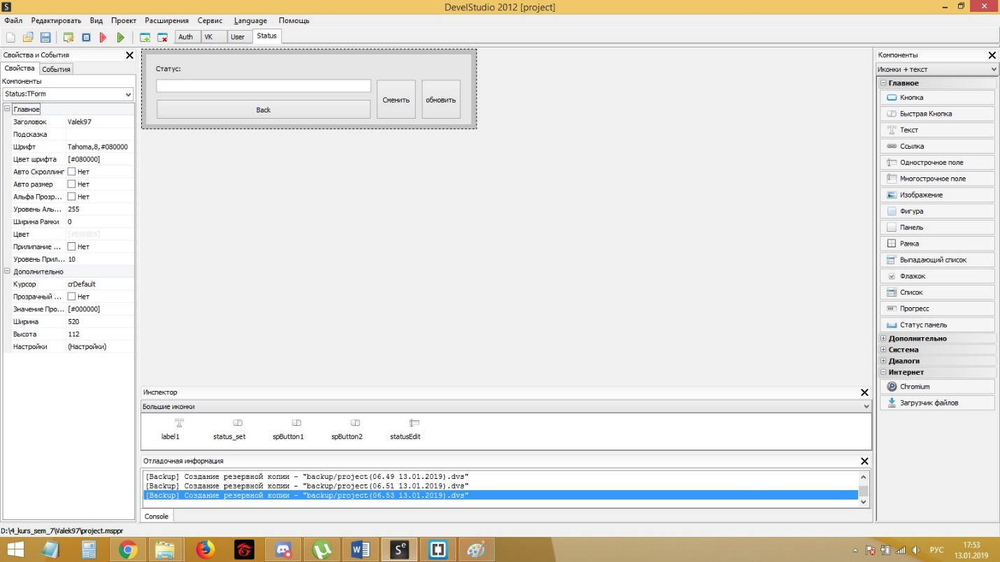 DevelStudio 2012 [project]
Файл Редактировать Вид Проект Расширения Сервис Language Помощь
Auth VK User Status
Свойства и События
Свойства События
Компоненты
Status:TForm
Главное
Заголовок Valek97
Подсказка
Шрифт Tahoma,8,#080000
Цвет шрифта [#080000]
Авто Скроллинг Нет
Авто размер Нет
Альфа Прозр... Нет
Уровень Аль... 255
Ширина Рамки 0
Цвет [#E6E6E6]
Прилипание ... Нет
Уровень Прил... 10
Дополнительно
Курсор crDefault
Прозрачный ... Нет
Значение Про... [#000000]
Ширина 520
Высота 112
Настройки (Настройки)
Статус:
Back
Сменить
обновить
Инспектор
Большие иконки
label1 status_set spButton1 spButton2 statusEdit
Отладочная информация
[Backup] Создание резервной копии - "backup/project(06.49 13.01.2019).dvs"
[Backup] Создание резервной копии - "backup/project(06.51 13.01.2019).dvs"
[Backup] Создание резервной копии - "backup/project(06.53 13.01.2019).dvs"
Console
Компоненты
Иконки + текст
Главное
Кнопка
Быстрая Кнопка
Текст
Ссылка
Однострочное поле
Многострочное поле
Изображение
Фигура
Панель
Рамка
Выпадающий список
Флажок
Список
Прогресс
Статус панель
Дополнительно
Система
Диалоги
Интернет
Chromium
Загрузчик файлов
D:\4_kurs_sem_7\Valek97\project.msppr
РУС
17:53
13.01.2019